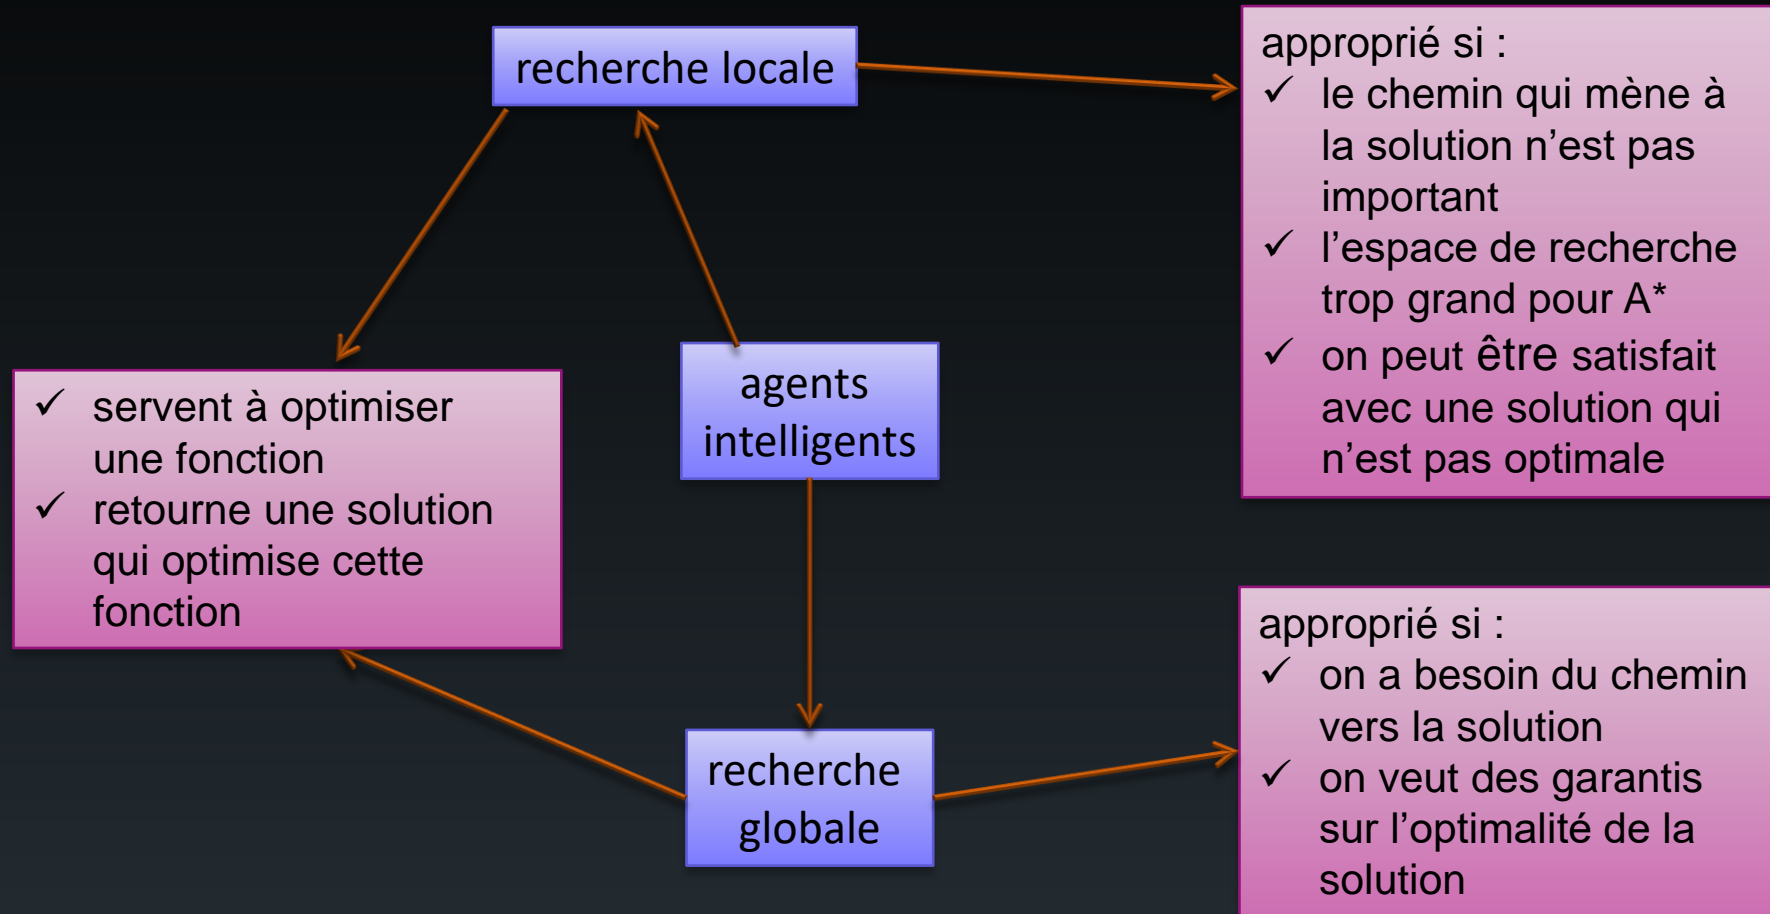 recherche locale
approprié si :
✓ le chemin qui mène à
la solution n’est pas
important
✓ l’espace de recherche
trop grand pour A*
✓ on peut être satisfait
avec une solution qui
n’est pas optimale
agents
intelligents
✓ servent à optimiser
une fonction
✓ retourne une solution
qui optimise cette
fonction
recherche
globale
approprié si :
✓ on a besoin du chemin
vers la solution
✓ on veut des garantis
sur l’optimalité de la
solution